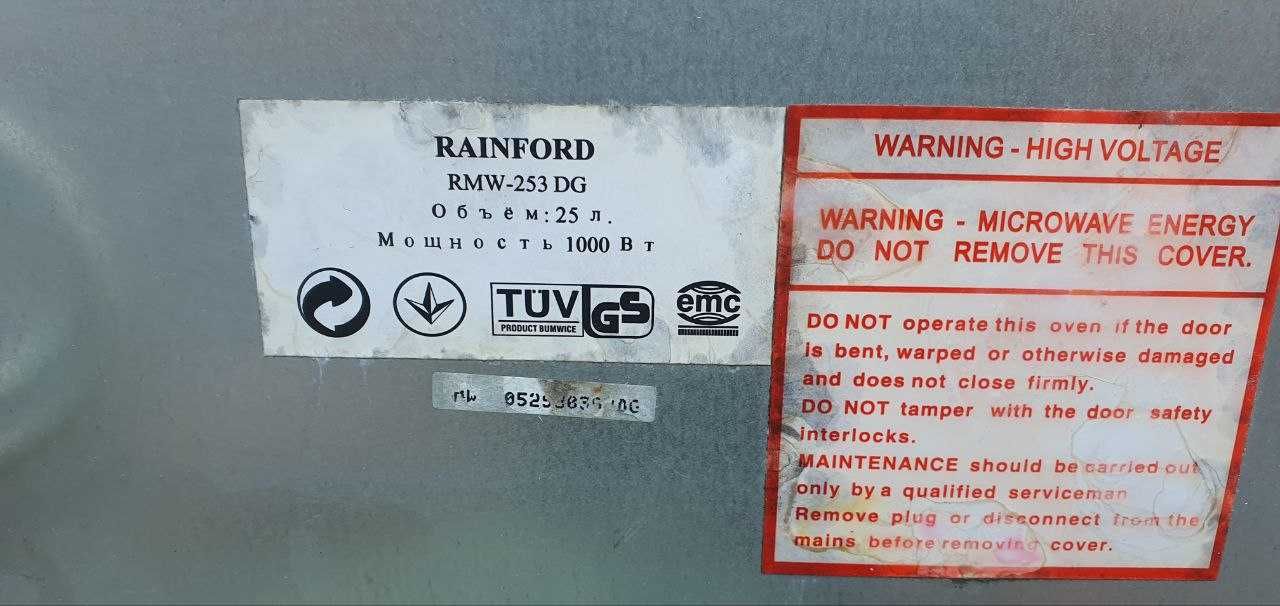 RAINFORD
RMW-253 DG
Объём: 25 л.
Мощность 1000 Вт
TÜV
PRODUCT BUMWICE
GS
emc
WARNING - HIGH VOLTAGE
WARNING - MICROWAVE ENERGY
DO NOT REMOVE THIS COVER.
DO NOT operate this oven if the door
is bent, warped or otherwise damaged
and does not close firmly.
DO NOT tamper with the door safety
interlocks.
MAINTENANCE should be carried out
only by a qualified serviceman
Remove plug or disconnect from the
mains before removing cover.